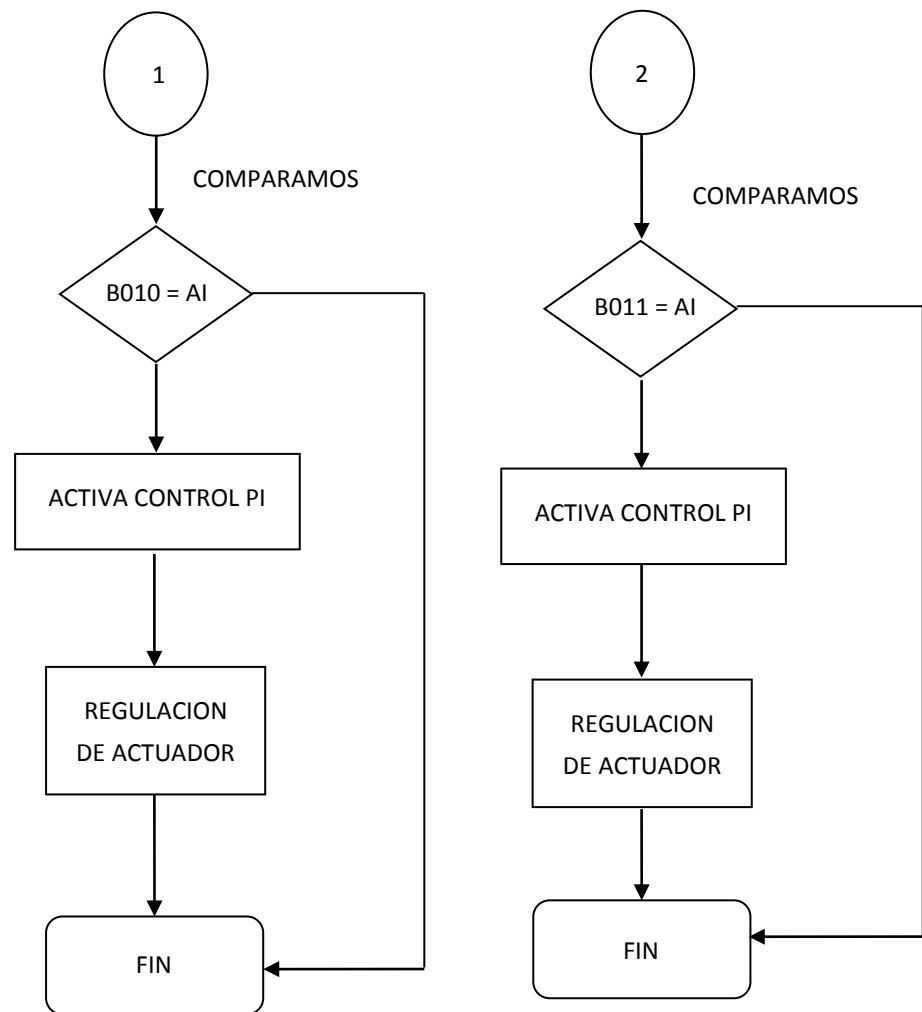 1
COMPARAMOS
B010 = AI
ACTIVA CONTROL PI
REGULACION
DE ACTUADOR
FIN
2
COMPARAMOS
B011 = AI
ACTIVA CONTROL PI
REGULACION
DE ACTUADOR
FIN